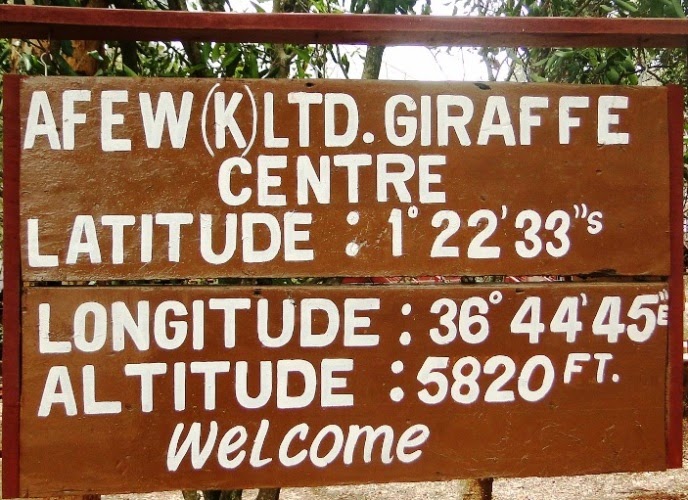 AFEW (K) LTD. GIRAFFE
CENTRE
LATITUDE : 1° 22' 33"S
LONGITUDE : 36° 44' 45"E
ALTITUDE : 5820 FT.
Welcome